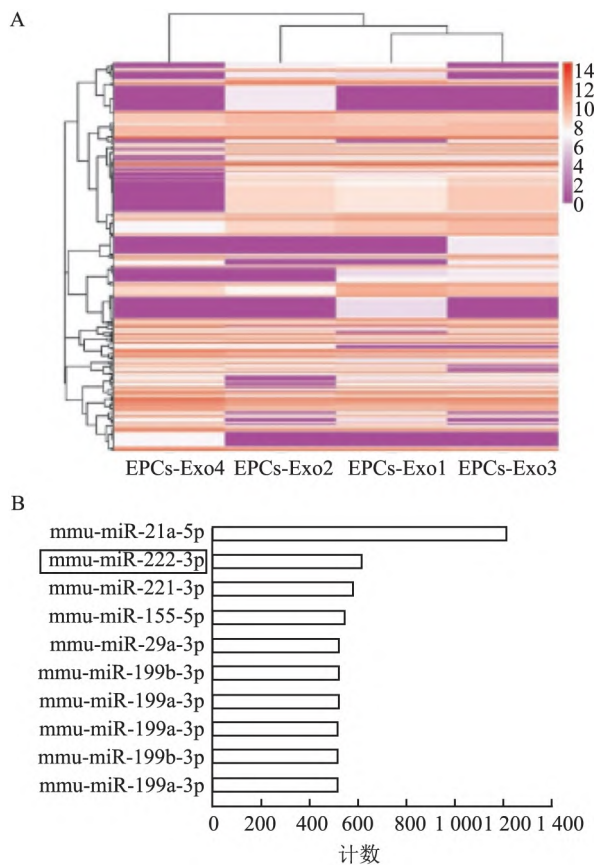 A
14
12
10
8
6
4
2
0
EPCs-Exo4 EPCs-Exo2 EPCs-Exo1 EPCs-Exo3
B
mmu-miR-21a-5p
mmu-miR-222-3p
mmu-miR-221-3p
mmu-miR-155-5p
mmu-miR-29a-3p
mmu-miR-199b-3p
mmu-miR-199a-3p
mmu-miR-199a-3p
mmu-miR-199b-3p
mmu-miR-199a-3p
0 200 400 600 800 1 000 1 200 1 400
计数